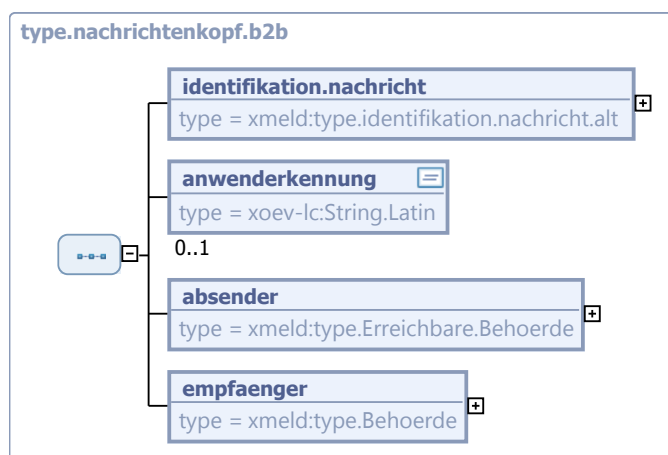 type.nachrichtenkopf.b2b
identifikation.nachricht
type = xmeld:type.identifikation.nachricht.alt
anwenderkennung
type = xoev-lc:String.Latin
0..1
absender
type = xmeld:type.Erreichbare.Behoerde
empfaenger
type = xmeld:type.Behoerde